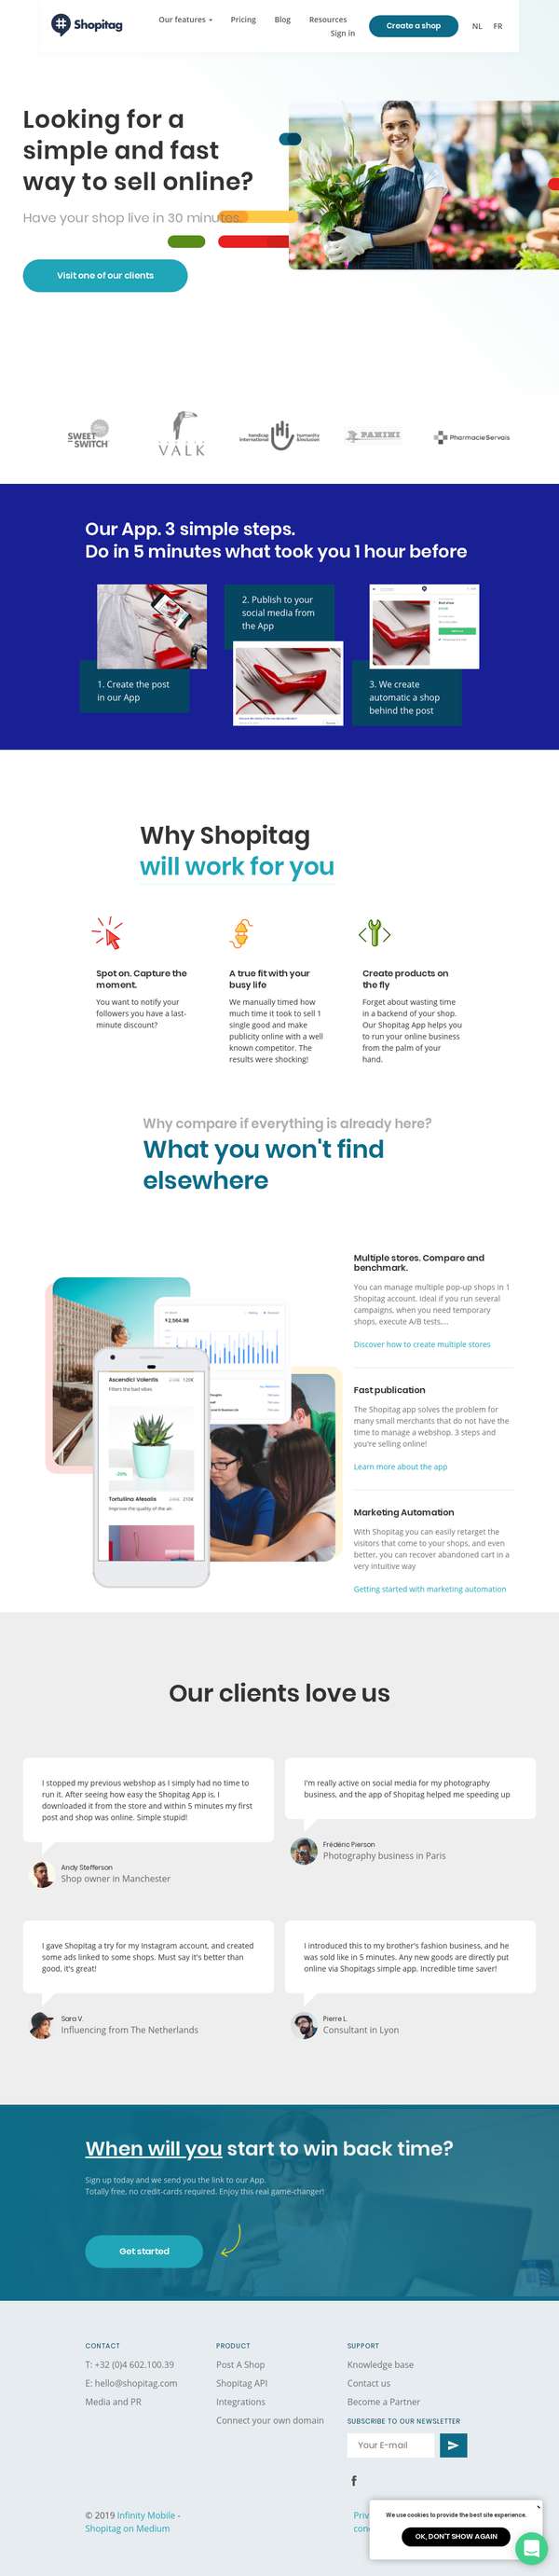 Shopitag
Our features
Pricing
Blog
Resources
Sign in
Create a shop
NL FR
Looking for a
simple and fast
way to sell online?
Have your shop live in 30 minutes.
Visit one of our clients
SWEET
SWITCH
VALK
handicap
international
humanity
&inclusion
PANINI
PharmacieServais
Our App. 3 simple steps.
Do in 5 minutes what took you 1 hour before
1. Create the post
in our App
2. Publish to your
social media from
the App
3. We create
automatic a shop
behind the post
Why Shopitag
will work for you
Spot on. Capture the
moment.
You want to notify your
followers you have a last-
minute discount?
A true fit with your
busy life
We manually timed how
much time it took to sell 1
single good and make
publicity online with a well
known competitor. The
results were shocking!
Create products on
the fly
Forget about wasting time
in a backend of your shop.
Our Shopitag App helps you
to run your online business
from the palm of your
hand.
Why compare if everything is already here?
What you won't find
elsewhere
$2,564.98
Ascendici Volentis
120€
Filters the bad vibes.
-20%
Tortulina Afesolis
215€
Improve the quality of the air.
Multiple stores. Compare and
benchmark.
You can manage multiple pop-up shops in 1
Shopitag account. Ideal if you run several
campaigns, when you need temporary
shops, execute A/B tests,...
Discover how to create multiple stores
Fast publication
The Shopitag app solves the problem for
many small merchants that do not have the
time to manage a webshop. 3 steps and
you're selling online!
Learn more about the app
Marketing Automation
With Shopitag you can easily retarget the
visitors that come to your shops, and even
better, you can recover abandoned cart in a
very intuitive way
Getting started with marketing automation
Our clients love us
I stopped my previous webshop as I simply had no time to
run it. After seeing how easy the Shopitag App is, I
downloaded it from the store and within 5 minutes my first
post and shop was online. Simple stupid!
Andy Stefferson
Shop owner in Manchester
I'm really active on social media for my photography
business, and the app of Shopitag helped me speeding up
Frédéric Pierson
Photography business in Paris
I gave Shopitag a try for my Instagram account, and created
some ads linked to some shops. Must say it's better than
good, it's great!
Sara V.
Influencing from The Netherlands
I introduced this to my brother's fashion business, and he
was sold like in 5 minutes. Any new goods are directly put
online via Shopitags simple app. Incredible time saver!
Pierre L.
Consultant in Lyon
When will you start to win back time?
Sign up today and we send you the link to our App.
Totally free, no credit-cards required. Enjoy this real game-changer!
Get started
CONTACT
T: +32 (0)4 602.100.39
E: hello@shopitag.com
Media and PR
PRODUCT
Post A Shop
Shopitag API
Integrations
Connect your own domain
SUPPORT
Knowledge base
Contact us
Become a Partner
SUBSCRIBE TO OUR NEWSLETTER
Your E-mail
© 2019 Infinity Mobile -
Shopitag on Medium
Priv
con
We use cookies to provide the best site experience.
OK, DON'T SHOW AGAIN